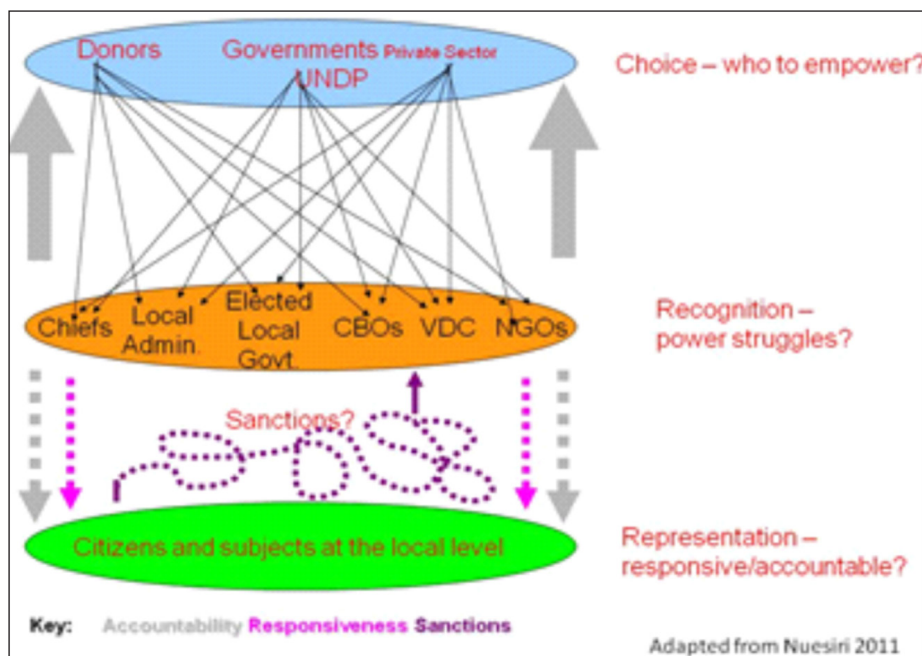 Donors Governments Private Sector
UNDP
Choice – who to empower?
Chiefs Local Admin. Elected Local Govt. CBOs VDC NGOs
Recognition –
power struggles?
Sanctions?
Citizens and subjects at the local level
Representation –
responsive/accountable?
Key: Accountability Responsiveness Sanctions
Adapted from Nuesiri 2011